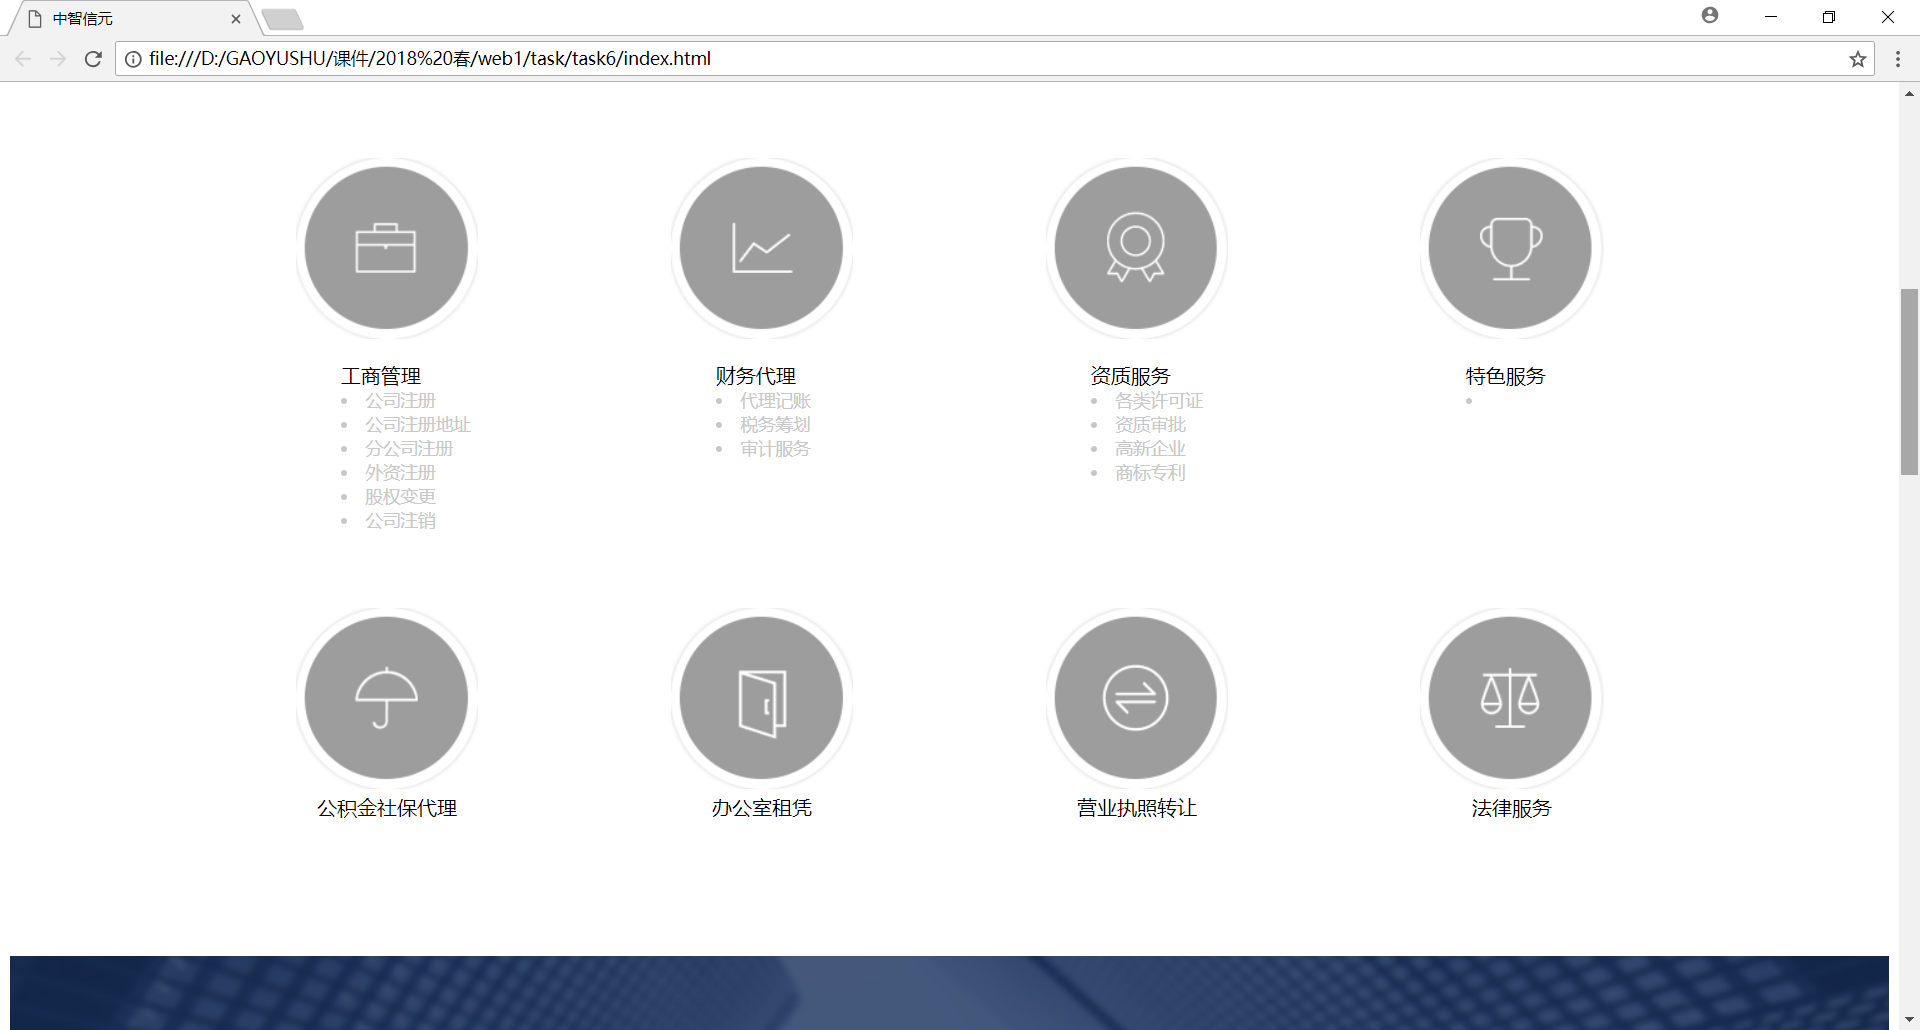 中智信元
file:///D:/GAOYUSHU/课件/2018%20春/web1/task/task6/index.html
工商管理
公司注册
公司注册地址
分公司注册
外资注册
股权变更
公司注销
财务代理
代理记账
税务筹划
审计服务
资质服务
各类许可证
资质审批
高新企业
商标专利
特色服务
公积金社保代理
办公室租凭
营业执照转让
法律服务